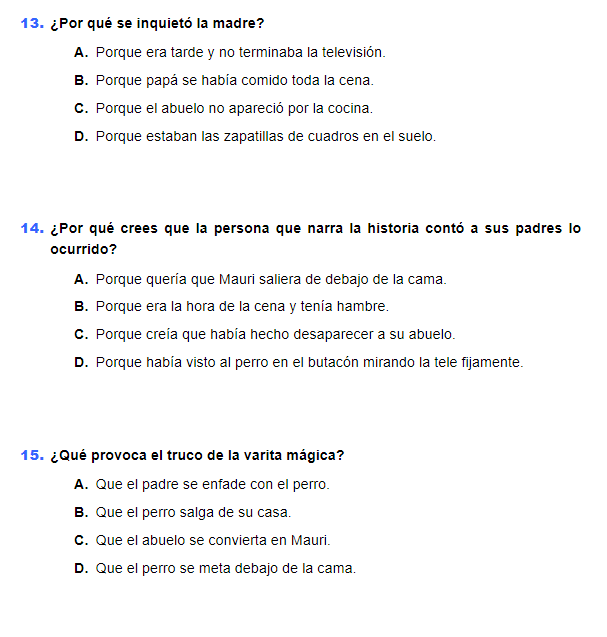 13. ¿Por qué se inquietó la madre?
A. Porque era tarde y no terminaba la televisión.
B. Porque papá se había comido toda la cena.
C. Porque el abuelo no apareció por la cocina.
D. Porque estaban las zapatillas de cuadros en el suelo.
14. ¿Por qué crees que la persona que narra la historia contó a sus padres lo
ocurrido?
A. Porque quería que Mauri saliera de debajo de la cama.
B. Porque era la hora de la cena y tenía hambre.
C. Porque creía que había hecho desaparecer a su abuelo.
D. Porque había visto al perro en el butacón mirando la tele fijamente.
15. ¿Qué provoca el truco de la varita mágica?
A. Que el padre se enfade con el perro.
B. Que el perro salga de su casa.
C. Que el abuelo se convierta en Mauri.
D. Que el perro se meta debajo de la cama.